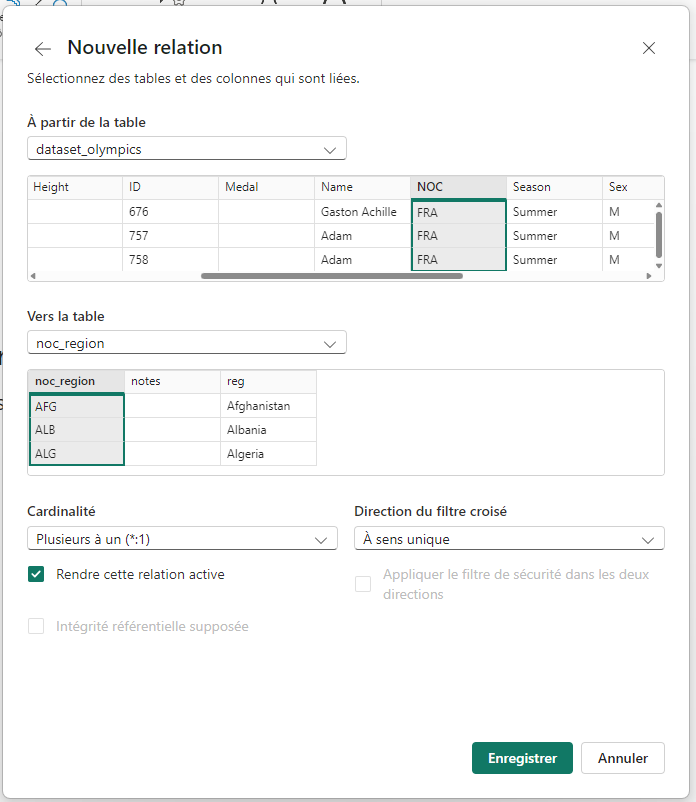 Nouvelle relation
Sélectionnez des tables et des colonnes qui sont liées.
À partir de la table
dataset_olympics
Height ID Medal Name NOC Season Sex
676 Gaston Achille FRA Summer M
757 Adam FRA Summer M
758 Adam FRA Summer M
Vers la table
noc_region
noc_region notes reg
AFG Afghanistan
ALB Albania
ALG Algeria
Cardinalité Direction du filtre croisé
Plusieurs à un (*:1) À sens unique
Rendre cette relation active Appliquer le filtre de sécurité dans les deux
directions
Intégrité référentielle supposée
Enregistrer Annuler